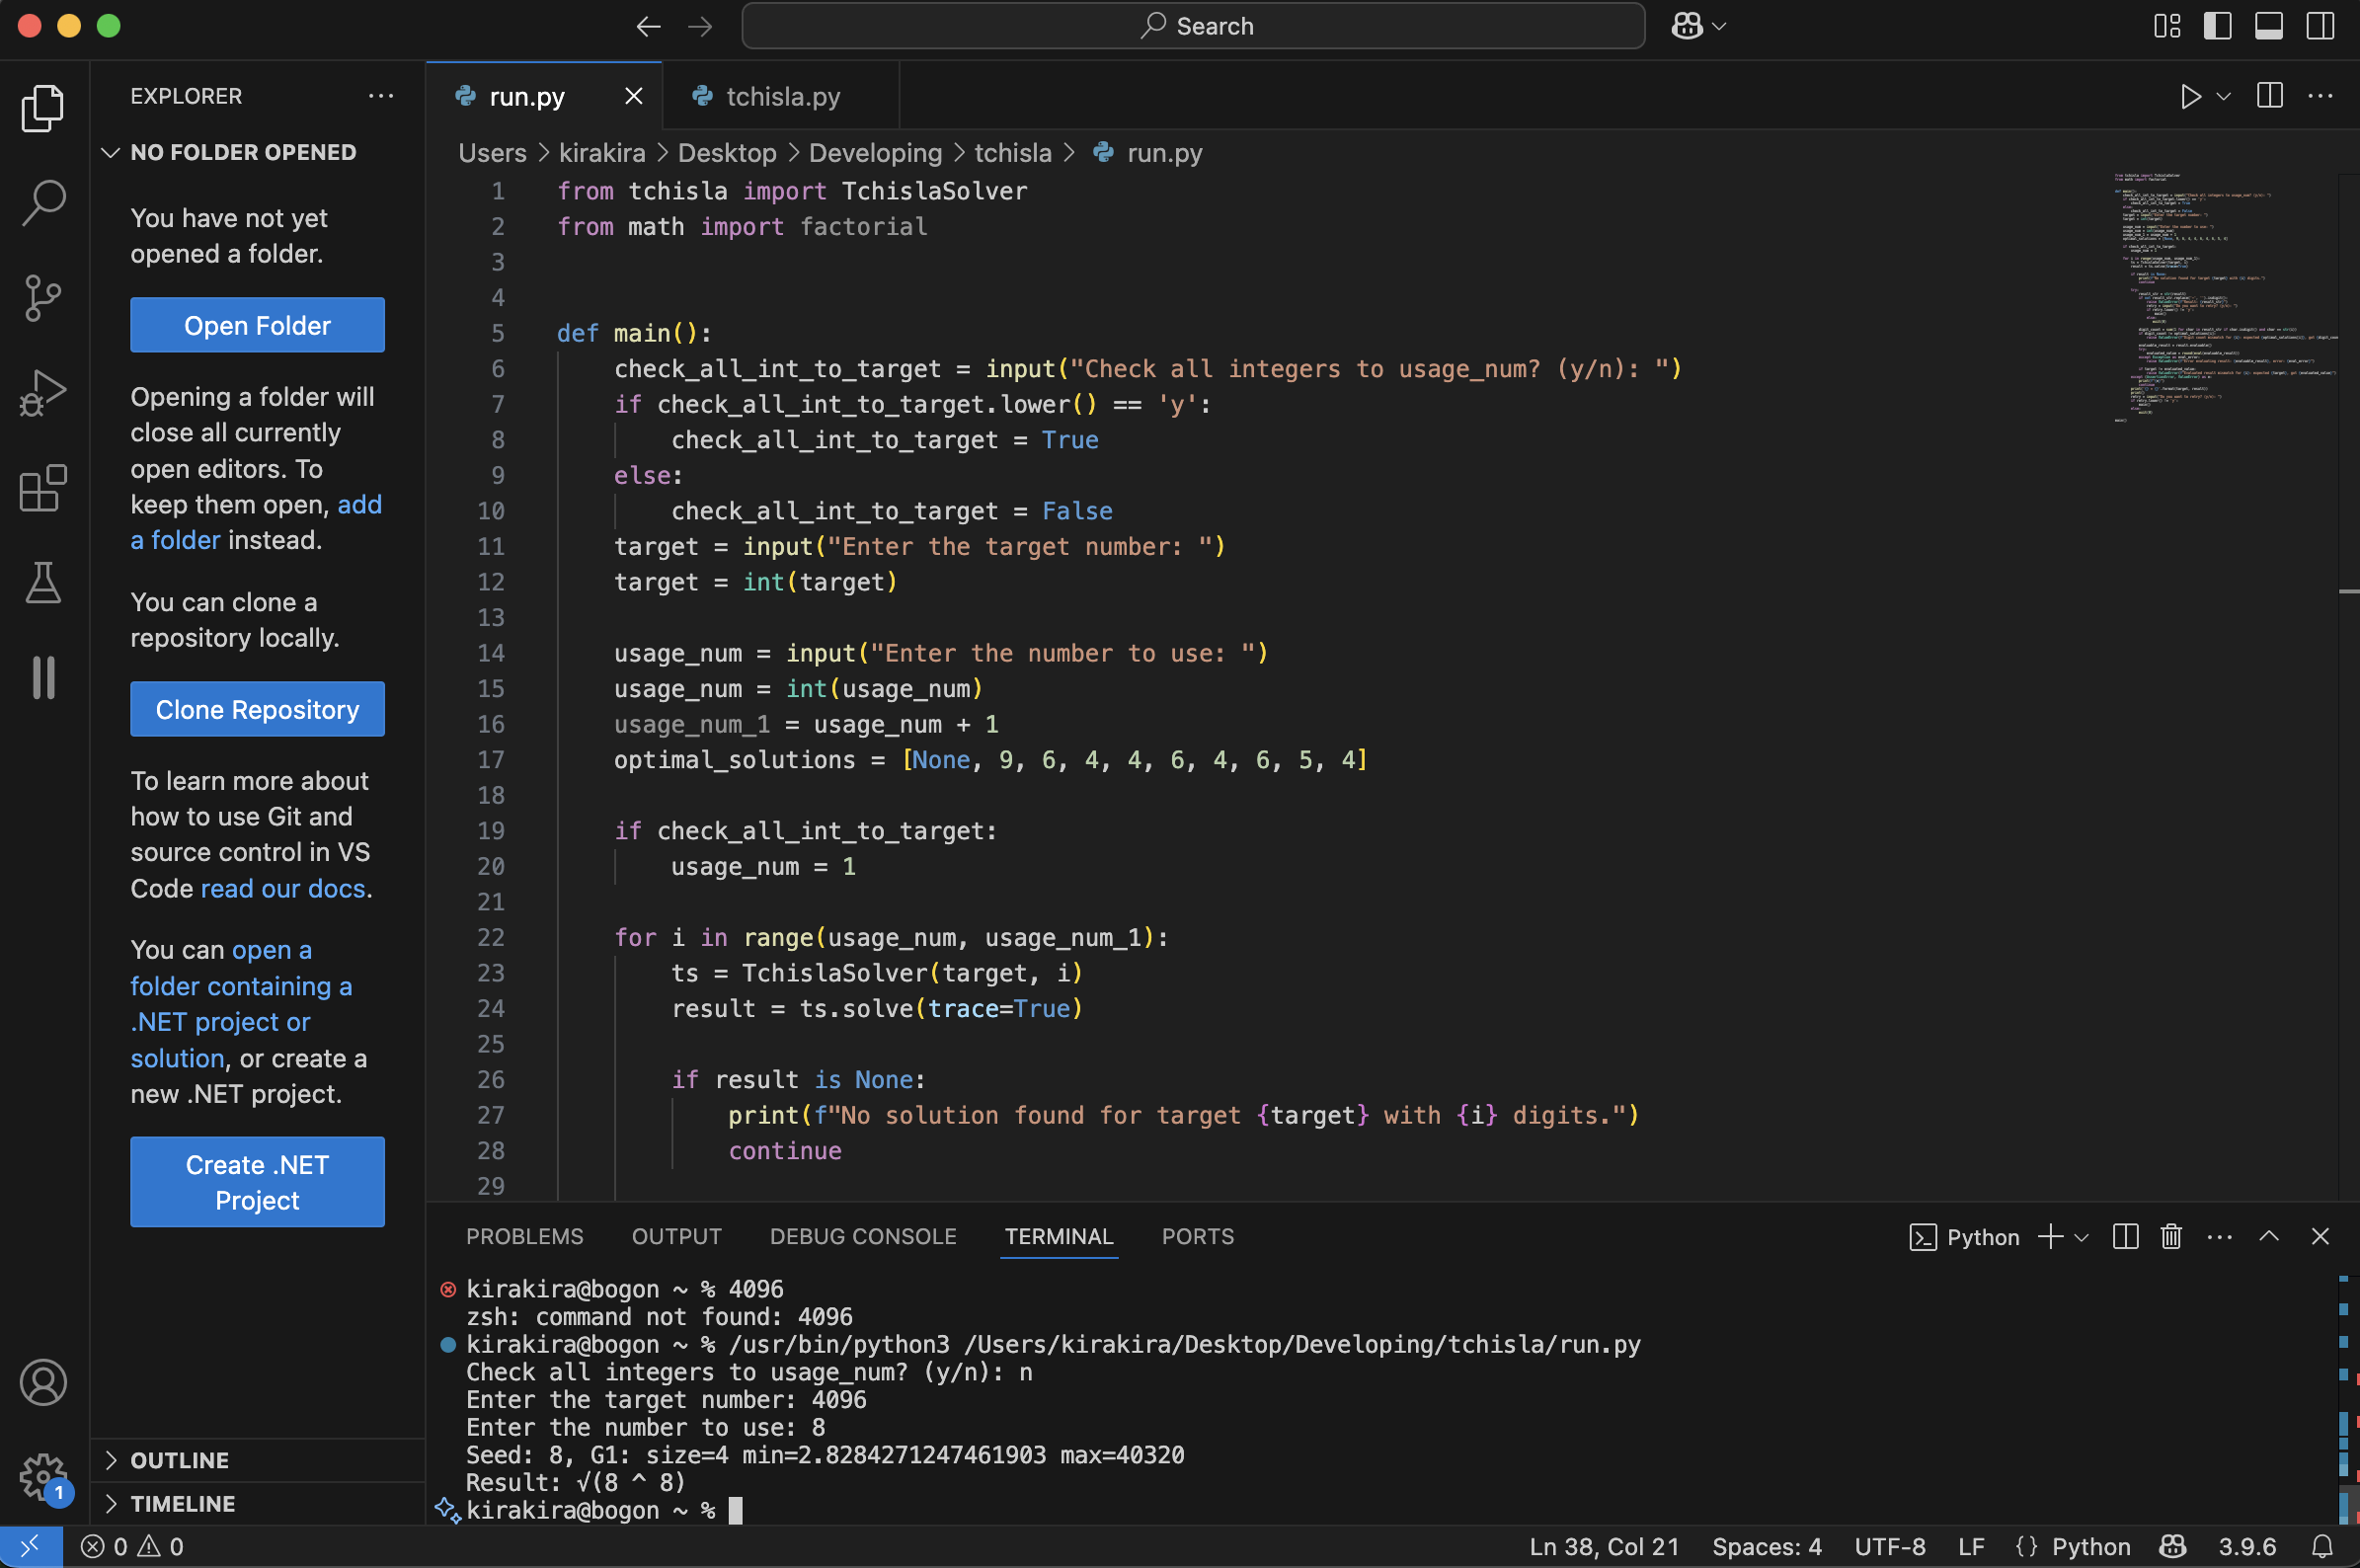 Search
EXPLORER
NO FOLDER OPENED
You have not yet
opened a folder.
Open Folder
Opening a folder will
close all currently
open editors. To
keep them open, add
a folder instead.
You can clone a
repository locally.
Clone Repository
To learn more about
how to use Git and
source control in VS
Code read our docs.
You can open a
folder containing a
.NET project or
solution, or create a
new .NET project.
Create .NET
Project
OUTLINE
TIMELINE
1
run.py
tchisla.py
Users > kirakira > Desktop > Developing > tchisla > run.py
1 from tchisla import TchislaSolver
2 from math import factorial
3
4
5 def main():
6     check_all_int_to_target = input("Check all integers to usage_num? (y/n): ")
7     if check_all_int_to_target.lower() == 'y':
8         check_all_int_to_target = True
9     else:
10         check_all_int_to_target = False
11     target = input("Enter the target number: ")
12     target = int(target)
13
14     usage_num = input("Enter the number to use: ")
15     usage_num = int(usage_num)
16     usage_num_1 = usage_num + 1
17     optimal_solutions = [None, 9, 6, 4, 4, 6, 4, 6, 5, 4]
18
19     if check_all_int_to_target:
20         usage_num = 1
21
22     for i in range(usage_num, usage_num_1):
23         ts = TchislaSolver(target, i)
24         result = ts.solve(trace=True)
25
26         if result is None:
27             print(f"No solution found for target {target} with {i} digits.")
28             continue
29
PROBLEMS OUTPUT DEBUG CONSOLE TERMINAL PORTS
Python
kirakira@bogon ~ % 4096
zsh: command not found: 4096
kirakira@bogon ~ % /usr/bin/python3 /Users/kirakira/Desktop/Developing/tchisla/run.py
Check all integers to usage_num? (y/n): n
Enter the target number: 4096
Enter the number to use: 8
Seed: 8, G1: size=4 min=2.8284271247461903 max=40320
Result: √(8 ^ 8)
kirakira@bogon ~ %
0 0
Ln 38, Col 21 Spaces: 4 UTF-8 LF {} Python 3.9.6